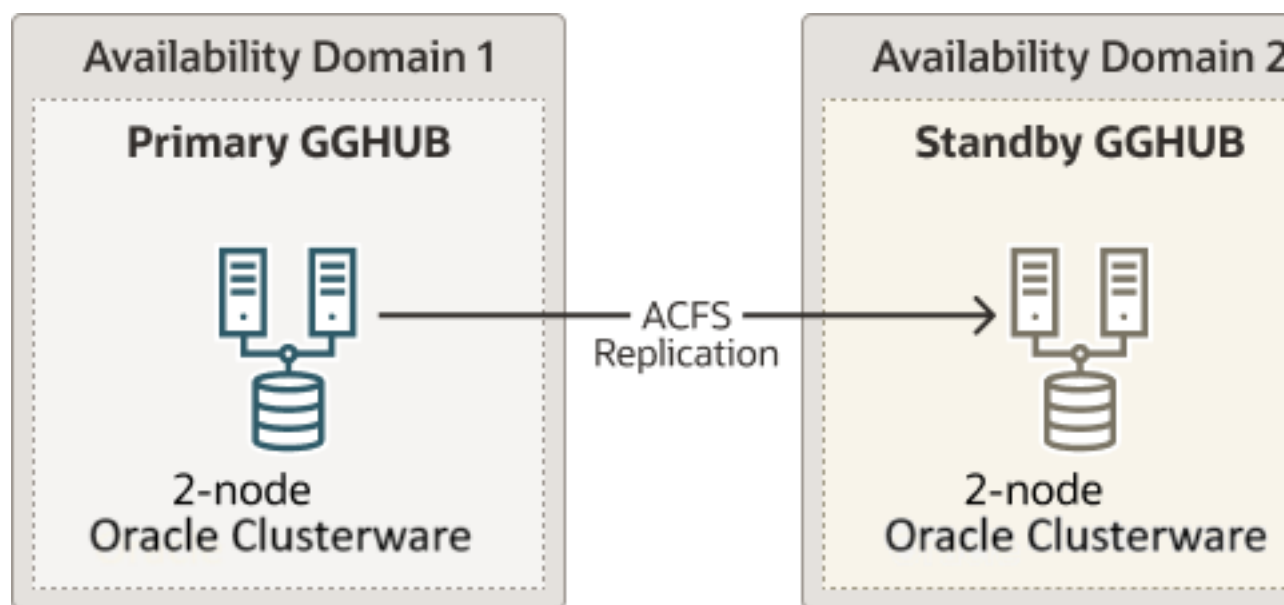 Availability Domain 1
Primary GGHUB
2-node
Oracle Clusterware
ACFS
Replication
Availability Domain 2
Standby GGHUB
2-node
Oracle Clusterware